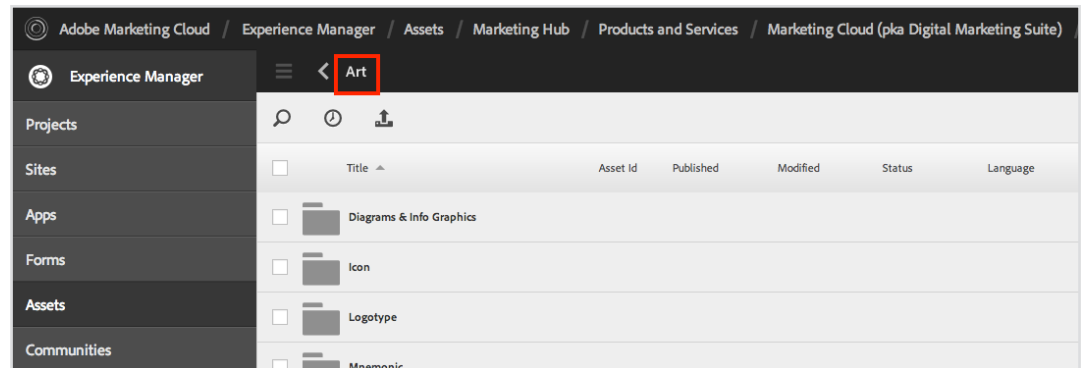 Adobe Marketing Cloud / Experience Manager / Assets / Marketing Hub / Products and Services / Marketing Cloud (pka Digital Marketing Suite) /
Experience Manager
Art
Projects
Sites
Apps
Forms
Assets
Communities
Title Asset Id Published Modified Status Language
Diagrams & Info Graphics
Icon
Logotype
Mnemonic